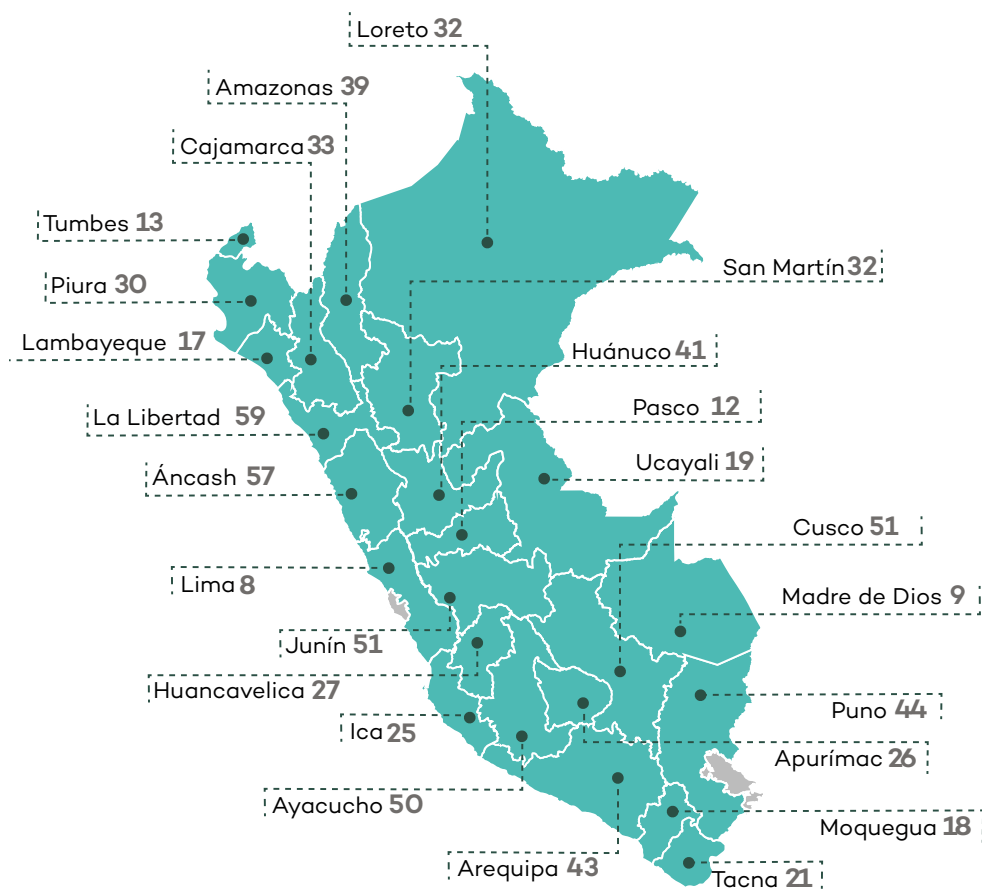 Loreto 32
Amazonas 39
Cajamarca 33
Tumbes 13
San Martín 32
Piura 30
Lambayeque 17
Huánuco 41
Pasco 12
La Libertad 59
Ucayali 19
Áncash 57
Cusco 51
Lima 8
Madre de Dios 9
Junín 51
Huancavelica 27
Puno 44
Ica 25
Apurímac 26
Ayacucho 50
Moquegua 18
Arequipa 43
Tacna 21